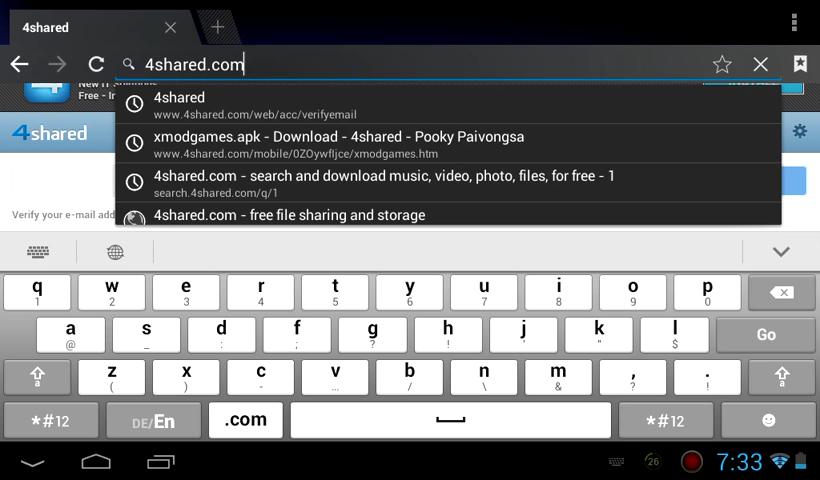 4shared
4shared.com
New IT Solutions
Free - In
4shared
4shared
www.4shared.com/web/acc/verifyemail
xmodgames.apk - Download - 4shared - Pooky Paivongsa
www.4shared.com/mobile/0ZOywfIjce/xmodgames.htm
4shared.com - search and download music, video, photo, files, for free - 1
search.4shared.com/q/1
4shared.com - free file sharing and storage
Verify your e-mail add
q w e r t y u i o p
1 2 3 4 5 6 7 8 9 0
a s d f g h j k l Go
@ _ : ; ? ! ' " $
a z x c v b n m , . a
( ) - ... / \ & ? !
*#12 DE/En .com *#12
26 7:33